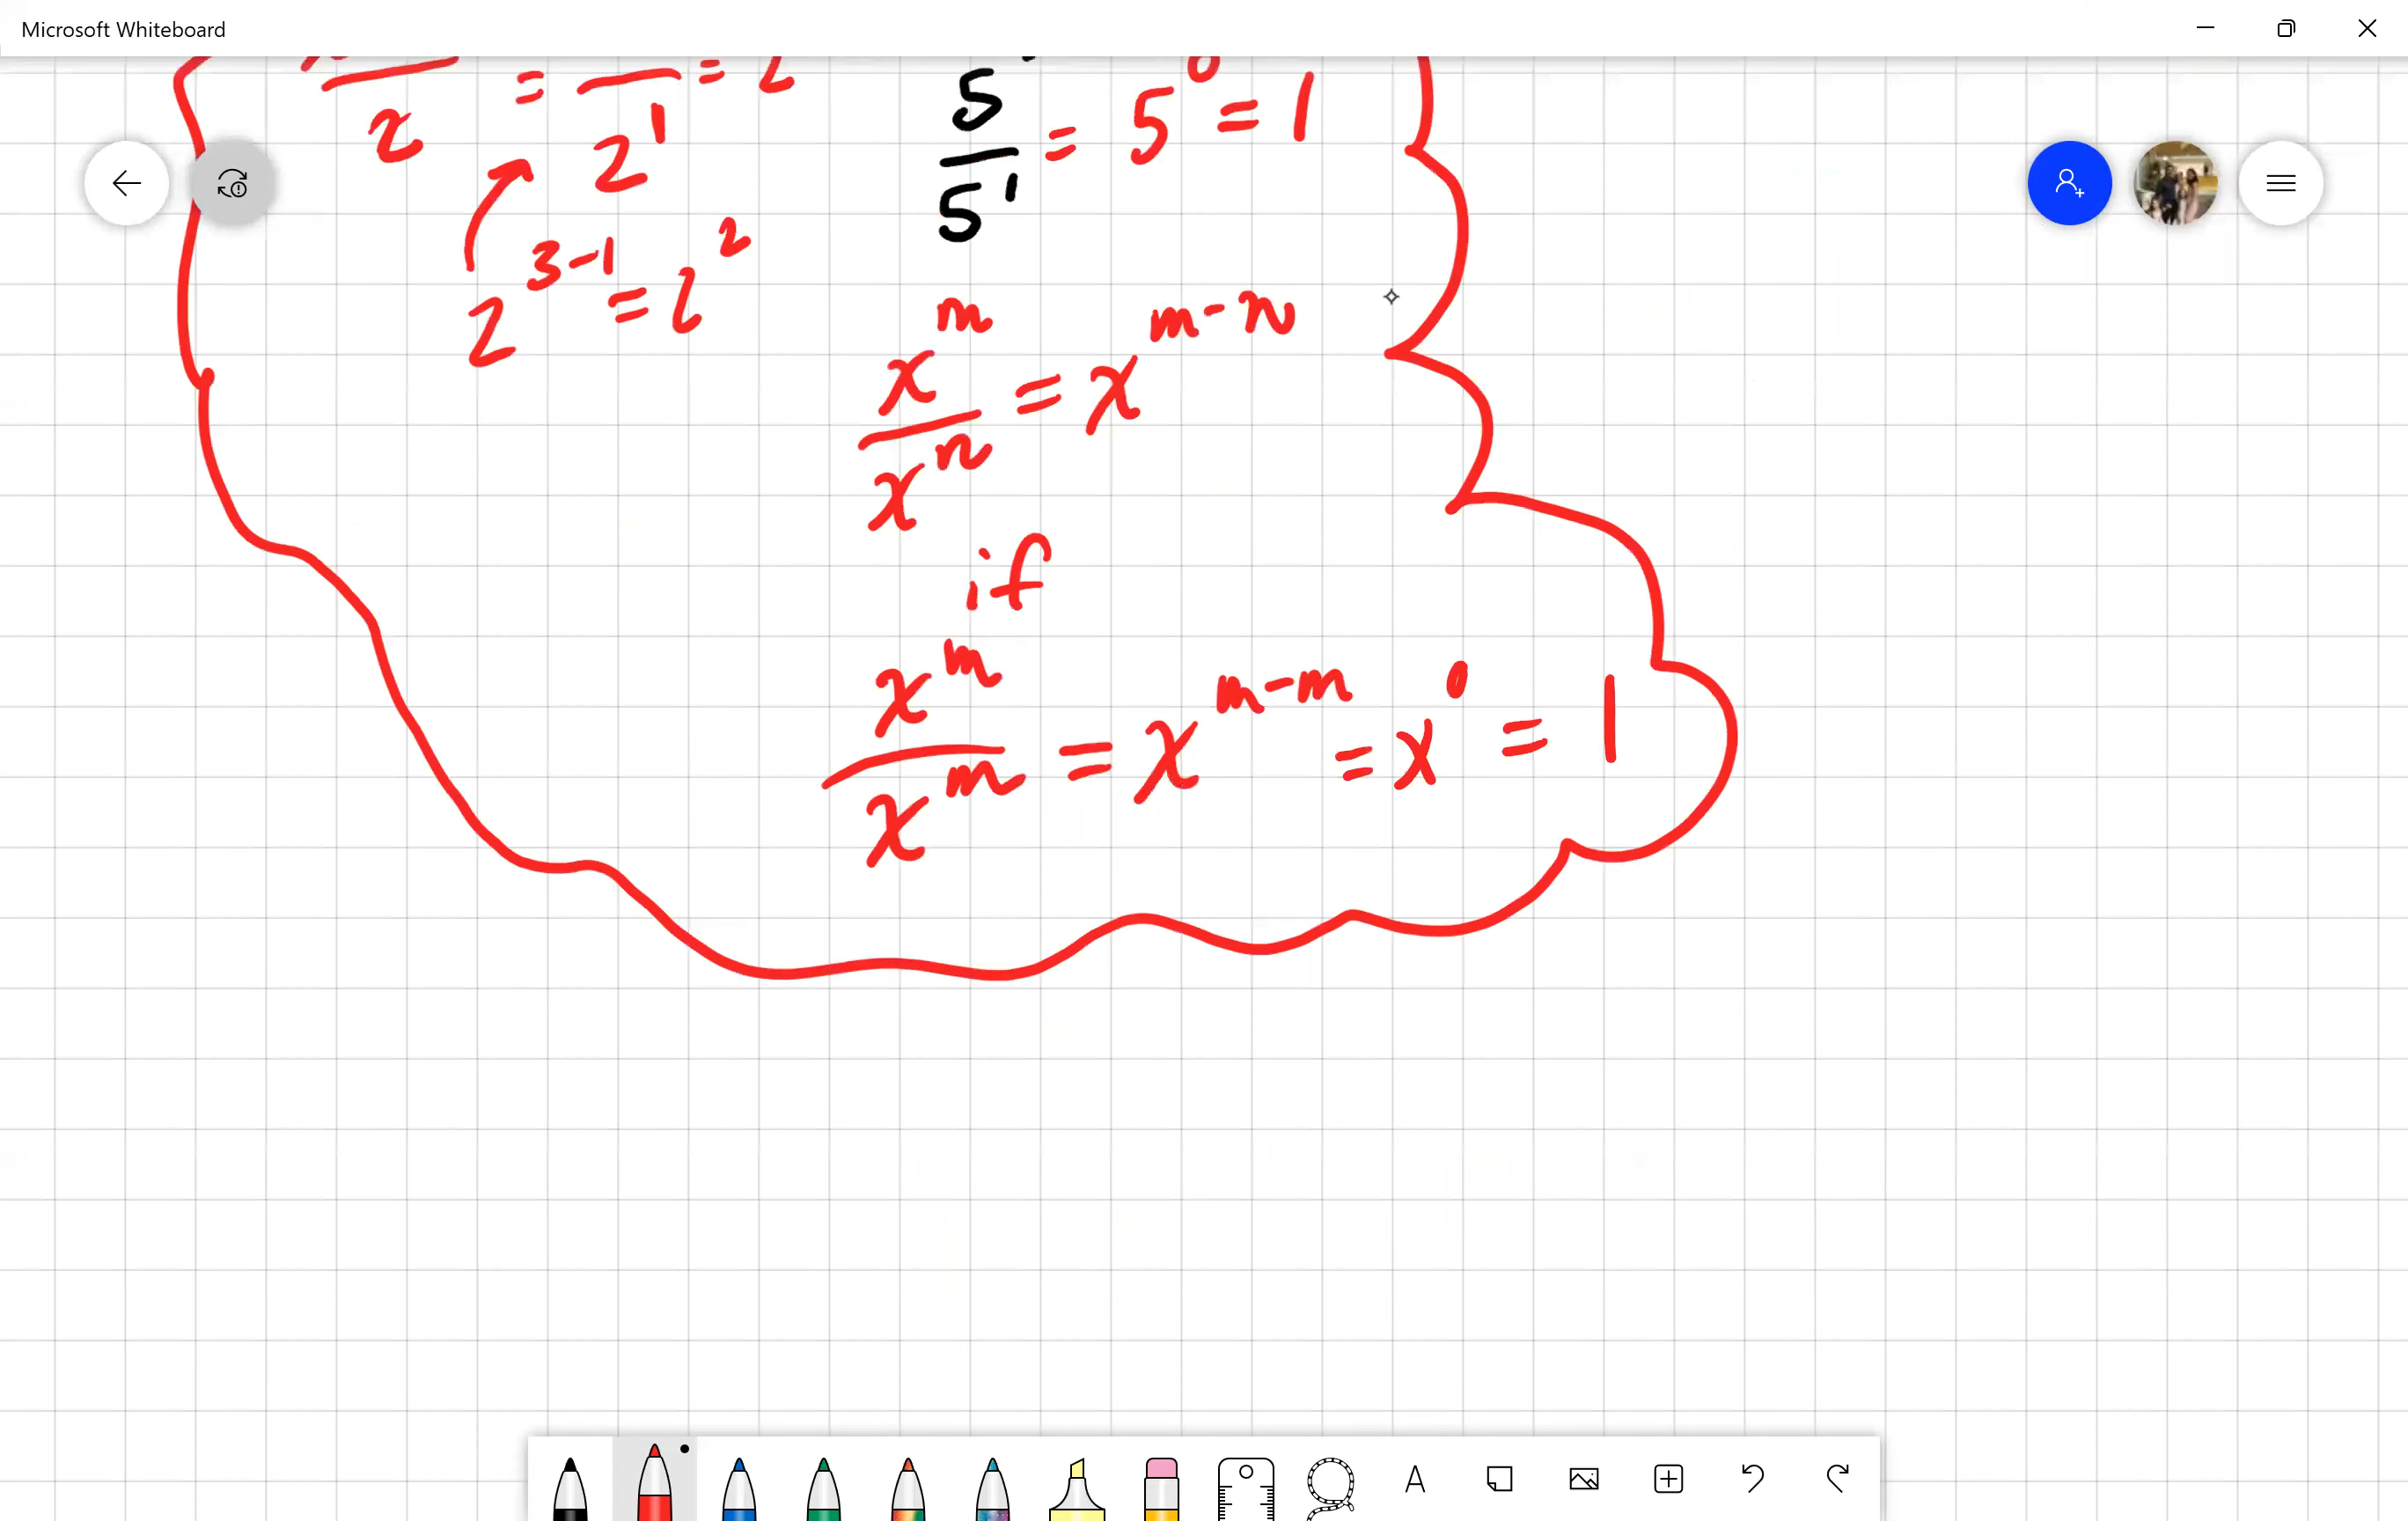 Microsoft Whiteboard
/2 = /2¹ = 2
5/5¹ = 5⁰ = 1
2³⁻¹ = 2²
xᵐ/xⁿ = xᵐ⁻ⁿ
if
xᵐ/xᵐ = xᵐ⁻ᵐ = x⁰ = 1